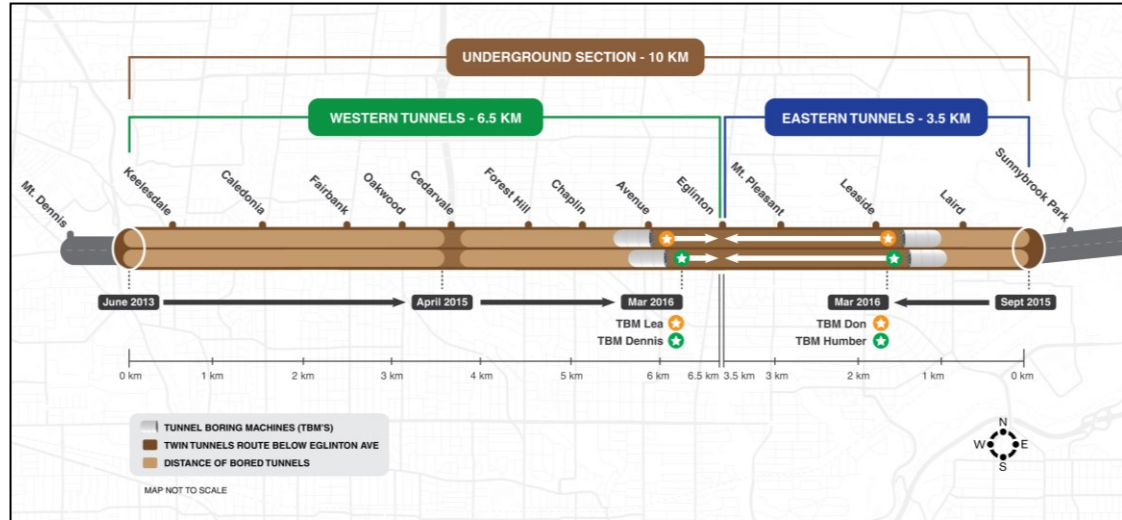 UNDERGROUND SECTION - 10 KM
WESTERN TUNNELS - 6.5 KM
EASTERN TUNNELS - 3.5 KM
Mt. Dennis
Keelesdale
Caledonia
Fairbank
Oakwood
Cedarvale
Forest Hill
Chaplin
Avenue
Eglinton
Mt. Pleasant
Leaside
Laird
Sunnybrook Park
June 2013
April 2015
Mar 2016
Mar 2016
Sept 2015
TBM Lea
TBM Don
TBM Dennis
TBM Humber
0 km 1 km 2 km 3 km 4 km 5 km 6 km 6.5 km 3.5 km 3 km 2 km 1 km 0 km
TUNNEL BORING MACHINES (TBM'S)
TWIN TUNNELS ROUTE BELOW EGLINTON AVE
DISTANCE OF BORED TUNNELS
MAP NOT TO SCALE
N
W E
S